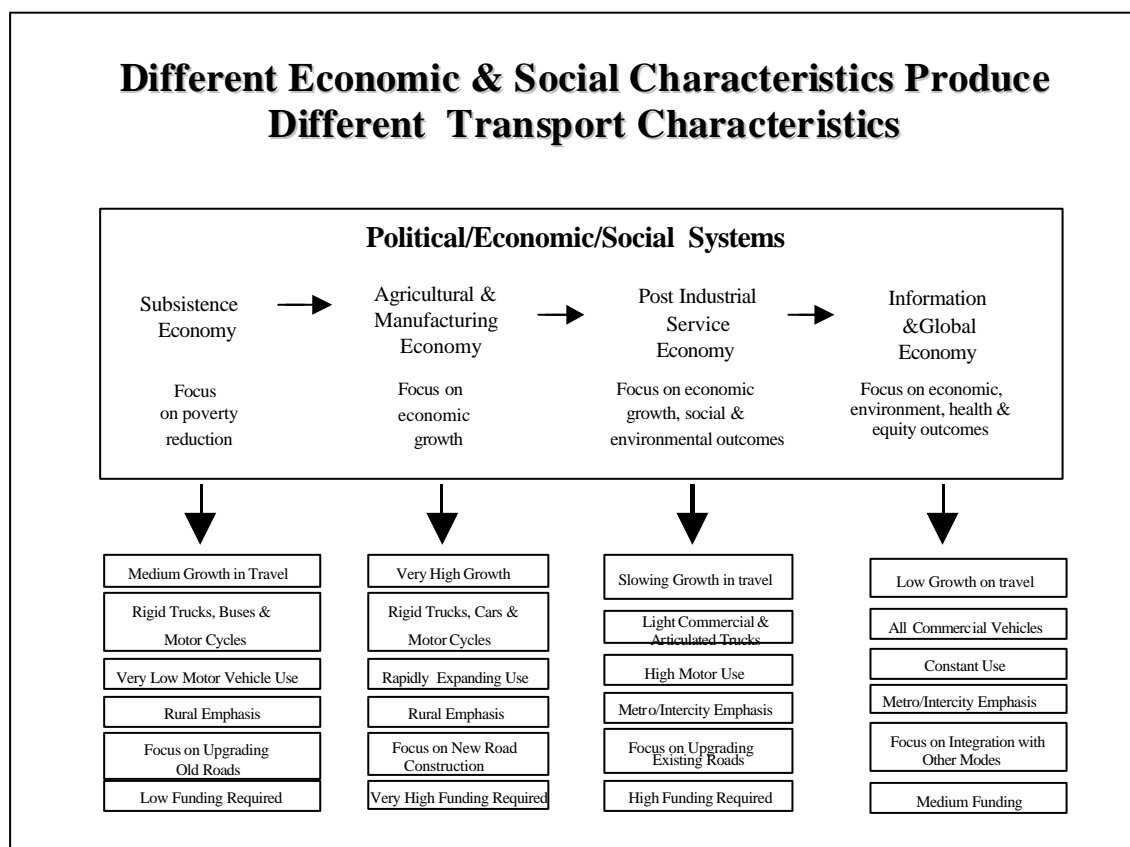 Different Economic & Social Characteristics Produce
Different Transport Characteristics
Political/Economic/Social Systems
Subsistence
Economy
Agricultural &
Manufacturing
Economy
Post Industrial
Service
Economy
Information
&Global
Economy
Focus
on poverty
reduction
Focus on
economic
growth
Focus on economic
growth, social &
environmental outcomes
Focus on economic,
environment, health &
equity outcomes
Medium Growth in Travel
Rigid Trucks, Buses &
Motor Cycles
Very Low Motor Vehicle Use
Rural Emphasis
Focus on Upgrading
Old Roads
Low Funding Required
Very High Growth
Rigid Trucks, Cars &
Motor Cycles
Rapidly Expanding Use
Rural Emphasis
Focus on New Road
Construction
Very High Funding Required
Slowing Growth in travel
Light Commercial &
Articulated Trucks
High Motor Use
Metro/Intercity Emphasis
Focus on Upgrading
Existing Roads
High Funding Required
Low Growth on travel
All Commercial Vehicles
Constant Use
Metro/Intercity Emphasis
Focus on Integration with
Other Modes
Medium Funding